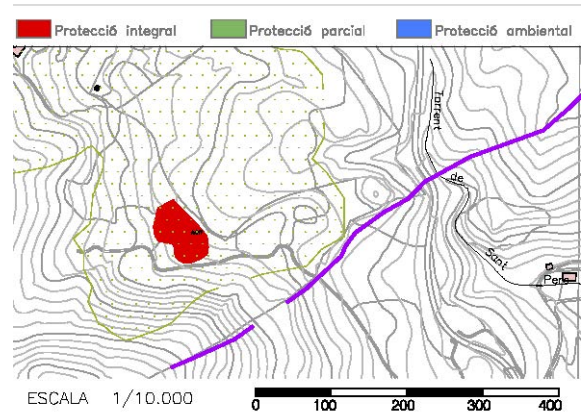 Protecció integral Protecció parcial Protecció ambiental
Torrent
de
Sant
Pere
ESCALA 1/10.000
0 100 200 300 400